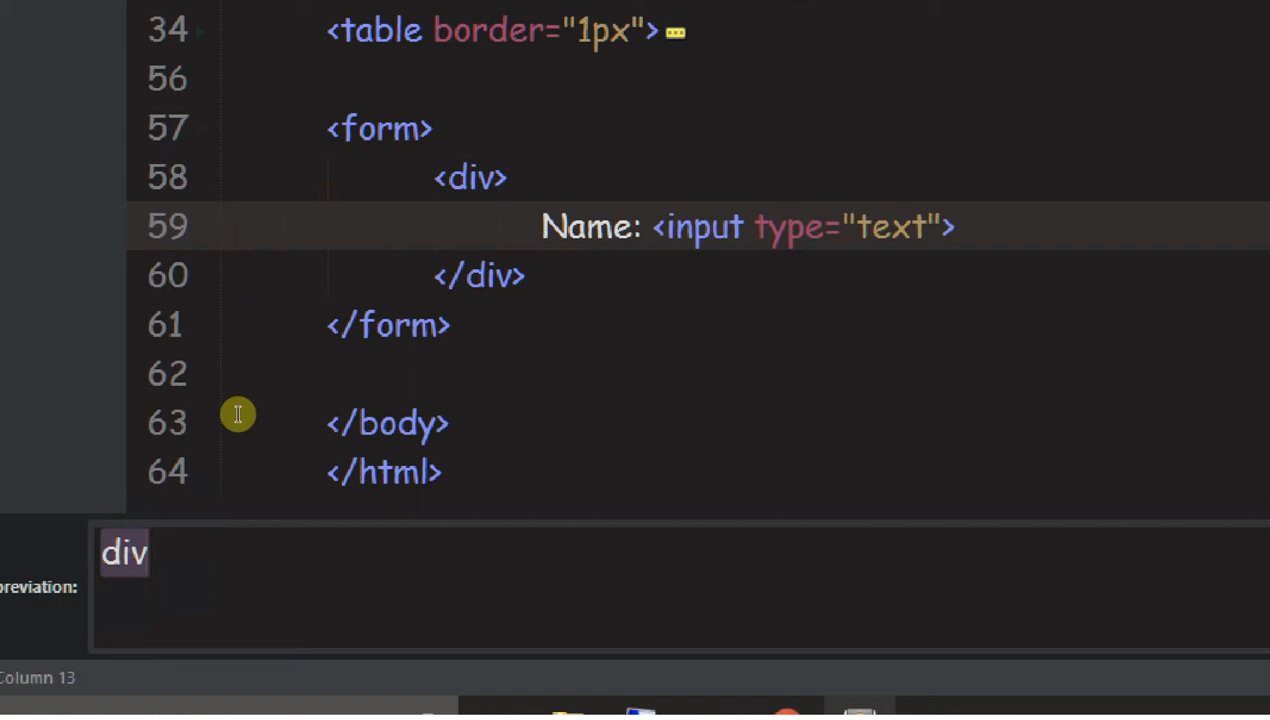 34 <table border="1px">
56
57 <form>
58 <div>
59 Name: <input type="text">
60 </div>
61 </form>
62
63 </body>
64 </html>
div
breviation:
Column 13